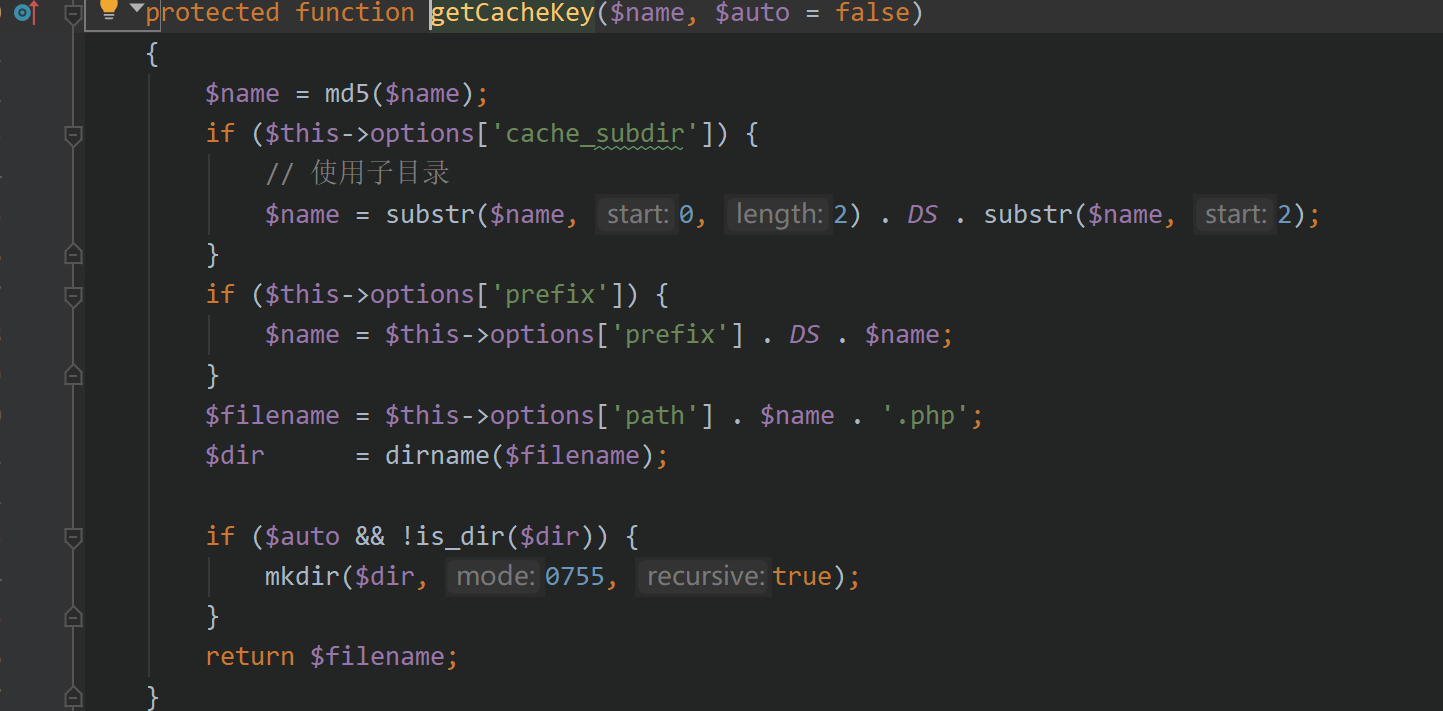 protected function getCacheKey($name, $auto = false)
{
$name = md5($name);
if ($this->options['cache_subdir']) {
// 使用子目录
$name = substr($name, start: 0, length: 2) . DS . substr($name, start: 2);
}
if ($this->options['prefix']) {
$name = $this->options['prefix'] . DS . $name;
}
$filename = $this->options['path'] . $name . '.php';
$dir      = dirname($filename);
if ($auto && !is_dir($dir)) {
mkdir($dir, mode: 0755, recursive: true);
}
return $filename;
}